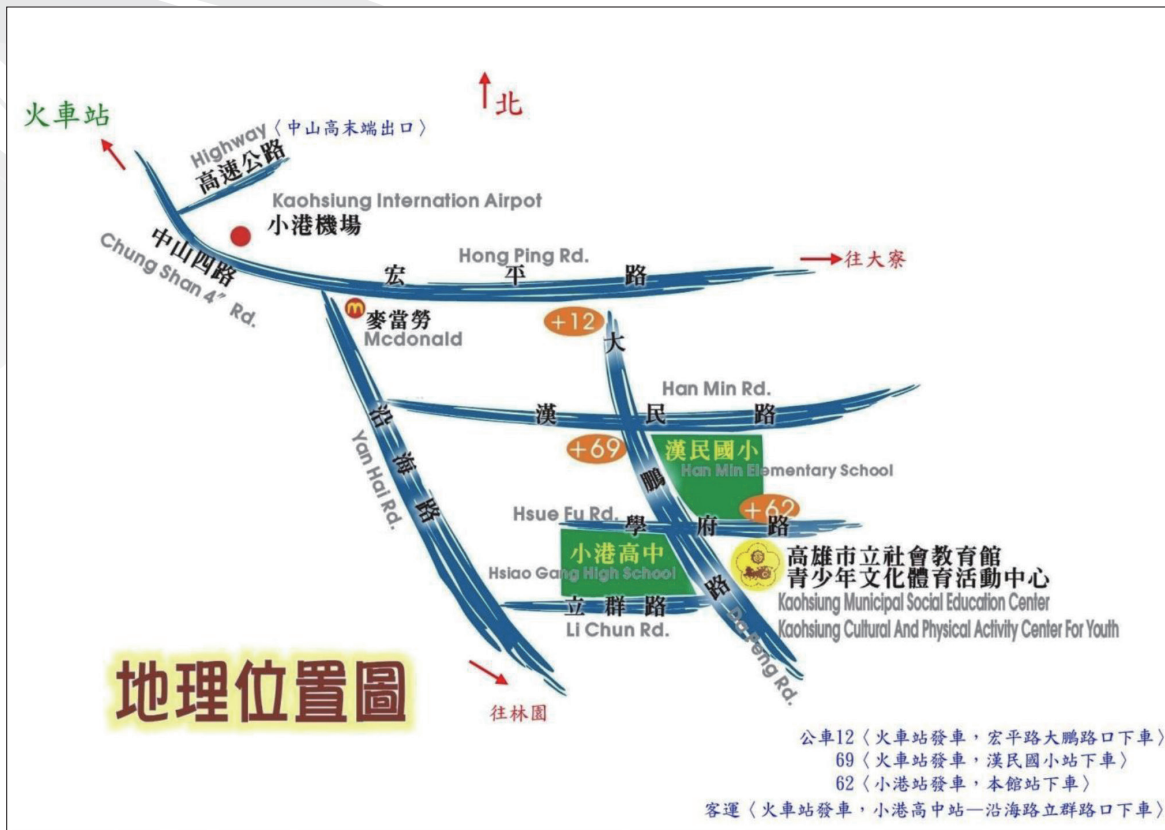 北
火車站
Highway〈中山高末端出口〉
高速公路
Kaohsiung Internation Airpot
小港機場
中山四路
Chung Shan 4" Rd.
Hong Ping Rd.
宏平路
往大寮
m
麥當勞
Mcdonald
+12
Han Min Rd.
漢民路
沿海路
Yan Hai Rd.
+69
漢民國小
Han Min Elementary School
大鵬路
Da Peng Rd.
+62
Hsue Fu Rd.
學府路
小港高中
Hsiao Gang High School
高雄市立社會教育館
青少年文化體育活動中心
Kaohsiung Municipal Social Education Center
Kaohsiung Cultural And Physical Activity Center For Youth
立群路
Li Chun Rd.
地理位置圖
往林園
公車12〈火車站發車，宏平路大鵬路口下車〉
69〈火車站發車，漢民國小站下車〉
62〈小港站發車，本館站下車〉
客運〈火車站發車，小港高中站—沿海路立群路口下車〉